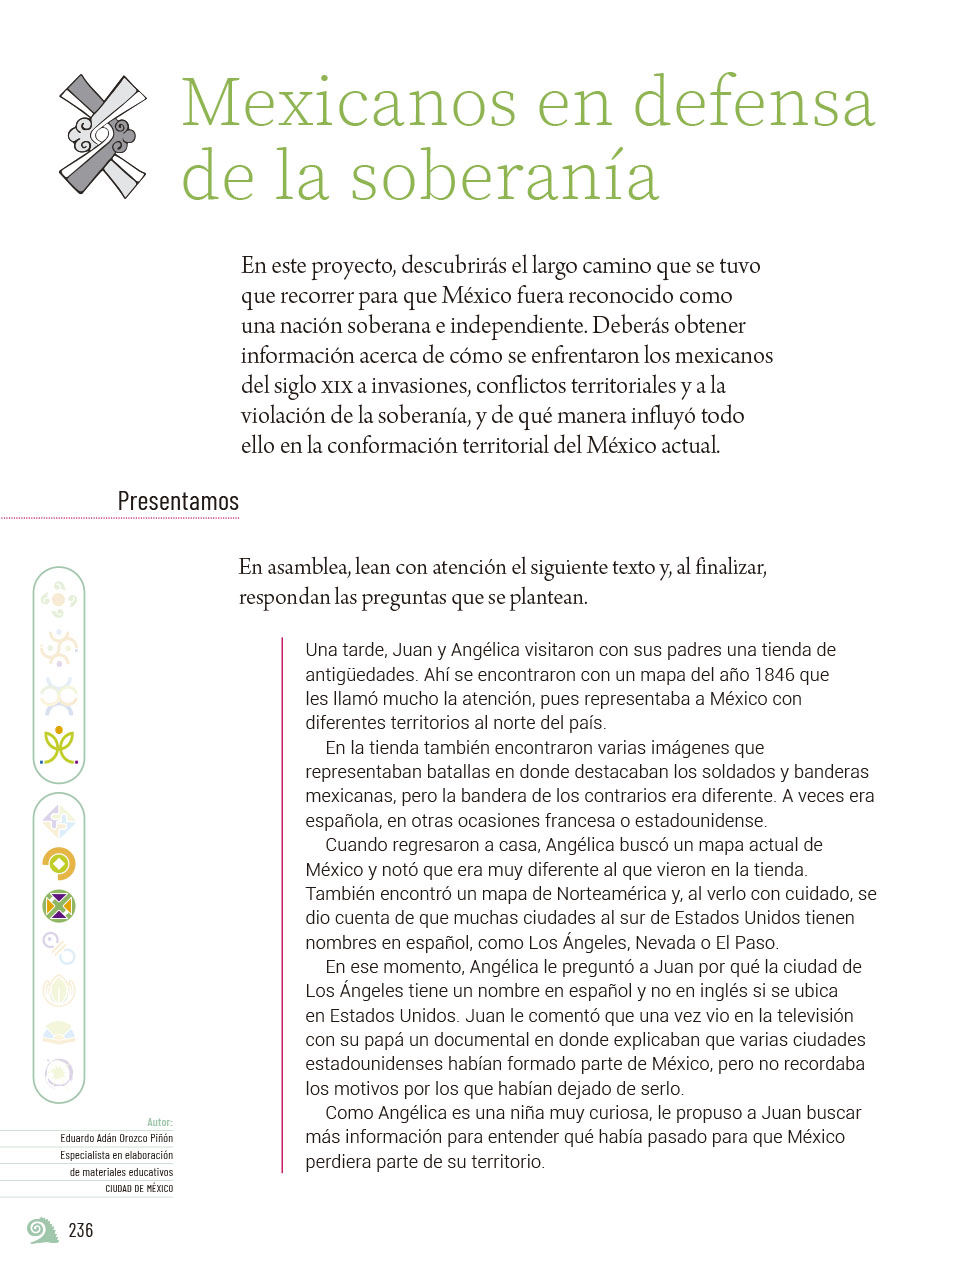 Mexicanos en defensa
de la soberanía
En este proyecto, descubrirás el largo camino que se tuvo
que recorrer para que México fuera reconocido como
una nación soberana e independiente. Deberás obtener
información acerca de cómo se enfrentaron los mexicanos
del siglo XIX a invasiones, conflictos territoriales y a la
violación de la soberanía, y de qué manera influyó todo
ello en la conformación territorial del México actual.
Presentamos
En asamblea, lean con atención el siguiente texto y, al finalizar,
respondan las preguntas que se plantean.
Una tarde, Juan y Angélica visitaron con sus padres una tienda de
antigüedades. Ahí se encontraron con un mapa del año 1846 que
les llamó mucho la atención, pues representaba a México con
diferentes territorios al norte del país.
En la tienda también encontraron varias imágenes que
representaban batallas en donde destacaban los soldados y banderas
mexicanas, pero la bandera de los contrarios era diferente. A veces era
española, en otras ocasiones francesa o estadounidense.
Cuando regresaron a casa, Angélica buscó un mapa actual de
México y notó que era muy diferente al que vieron en la tienda.
También encontró un mapa de Norteamérica y, al verlo con cuidado, se
dio cuenta de que muchas ciudades al sur de Estados Unidos tienen
nombres en español, como Los Ángeles, Nevada o El Paso.
En ese momento, Angélica le preguntó a Juan por qué la ciudad de
Los Ángeles tiene un nombre en español y no en inglés si se ubica
en Estados Unidos. Juan le comentó que una vez vio en la televisión
con su papá un documental en donde explicaban que varias ciudades
estadounidenses habían formado parte de México, pero no recordaba
los motivos por los que habían dejado de serlo.
Como Angélica es una niña muy curiosa, le propuso a Juan buscar
más información para entender qué había pasado para que México
perdiera parte de su territorio.
Autor:
Eduardo Adán Orozco Piñón
Especialista en elaboración
de materiales educativos
CIUDAD DE MÉXICO
236